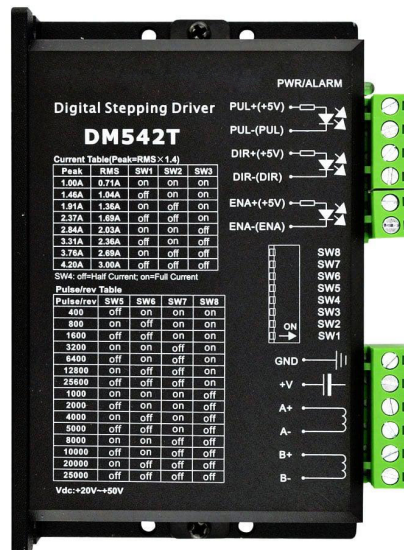 PWR/ALARM
Digital Stepping Driver
DM542T
PUL+(+5V)
PUL-(PUL)
DIR+(+5V)
DIR-(DIR)
ENA+(+5V)
ENA-(ENA)
Current Table(Peak=RMS×1.4)
Peak RMS SW1 SW2 SW3
1.00A 0.71A on on on
1.46A 1.04A off on on
1.91A 1.36A on off on
2.37A 1.69A off off on
2.84A 2.03A on on off
3.31A 2.36A off on off
3.76A 2.69A on off off
4.20A 3.00A off off off
SW4: off=Half Current; on=Full Current
Pulse/rev Table
Pulse/rev SW5 SW6 SW7 SW8
400 off on on on
800 on off on on
1600 off off on on
3200 on on off on
6400 off on off on
12800 on off off on
25600 off off off on
1000 on on on off
2000 off on on off
4000 on off on off
5000 off off on off
8000 on on off off
10000 off on off off
20000 on off off off
25000 off off off off
Vdc:+20V~+50V
SW8
SW7
SW6
SW5
SW4
SW3
SW2
SW1
ON
GND
+V
A+
A-
B+
B-